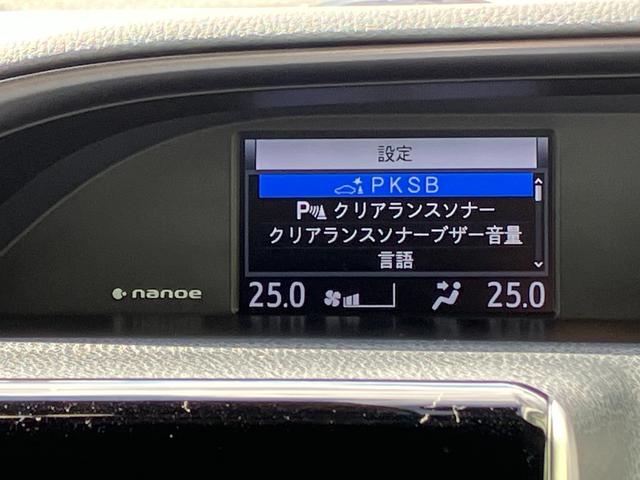 設定
PKSB
P クリアランスソナー
クリアランスソナーブザー音量
言語
nanoe
25.0 25.0